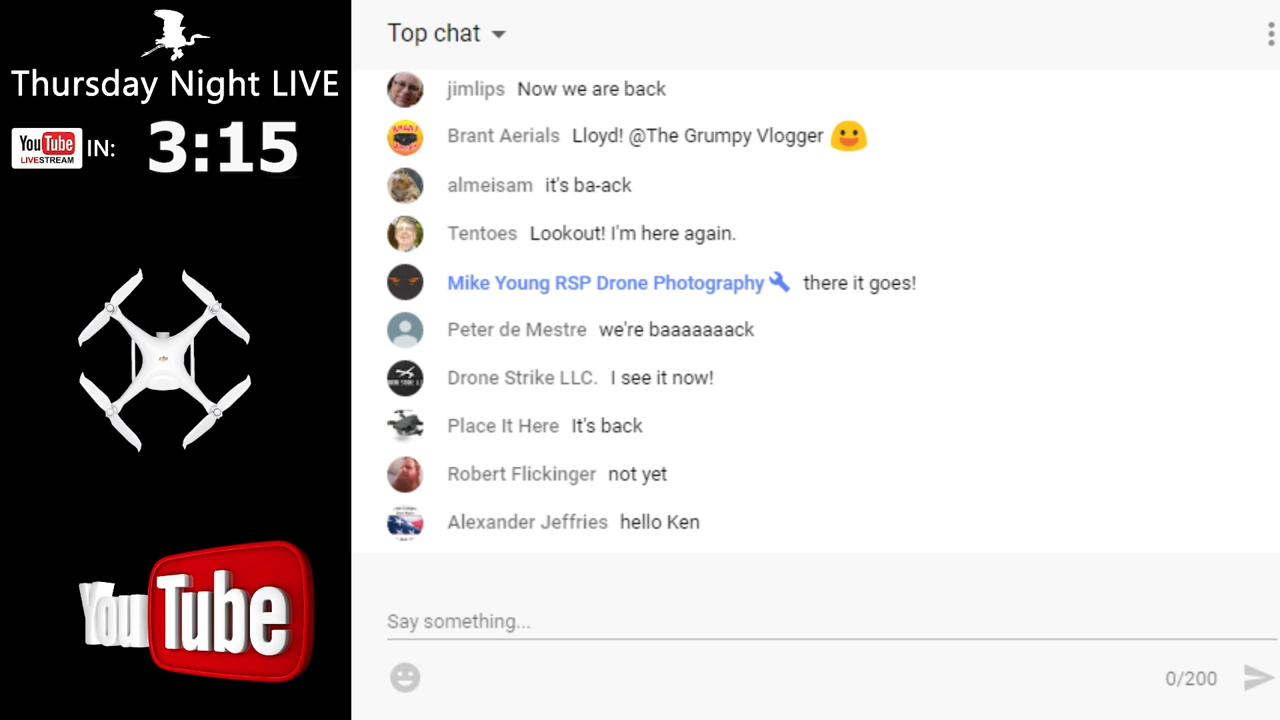 Thursday Night LIVE
YouTube
LIVESTREAM
IN:
3:15
YouTube
Top chat
jimlips Now we are back
Brant Aerials Lloyd! @The Grumpy Vlogger
almeisam it's ba-ack
Tentoes Lookout! I'm here again.
Mike Young RSP Drone Photography there it goes!
Peter de Mestre we're baaaaaaack
Drone Strike LLC. I see it now!
Place It Here It's back
Robert Flickinger not yet
Alexander Jeffries hello Ken
Say something...
0/200